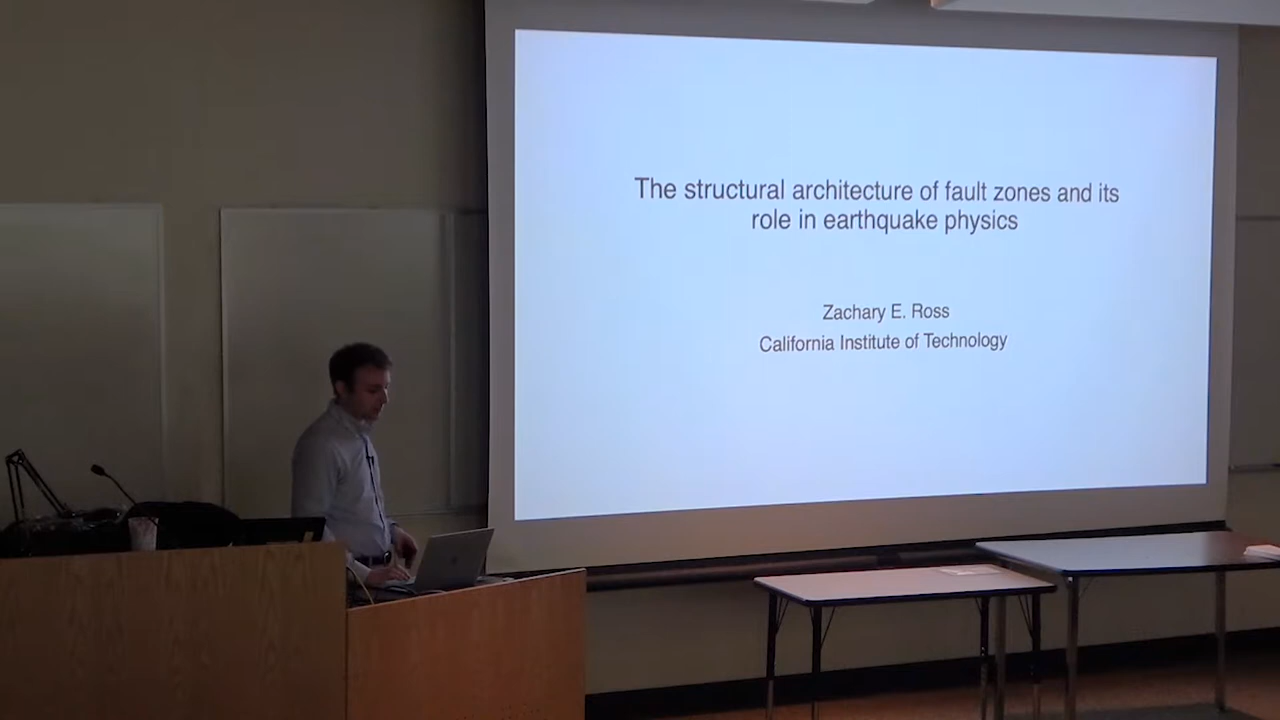 The structural architecture of fault zones and its
role in earthquake physics
Zachary E. Ross
California Institute of Technology